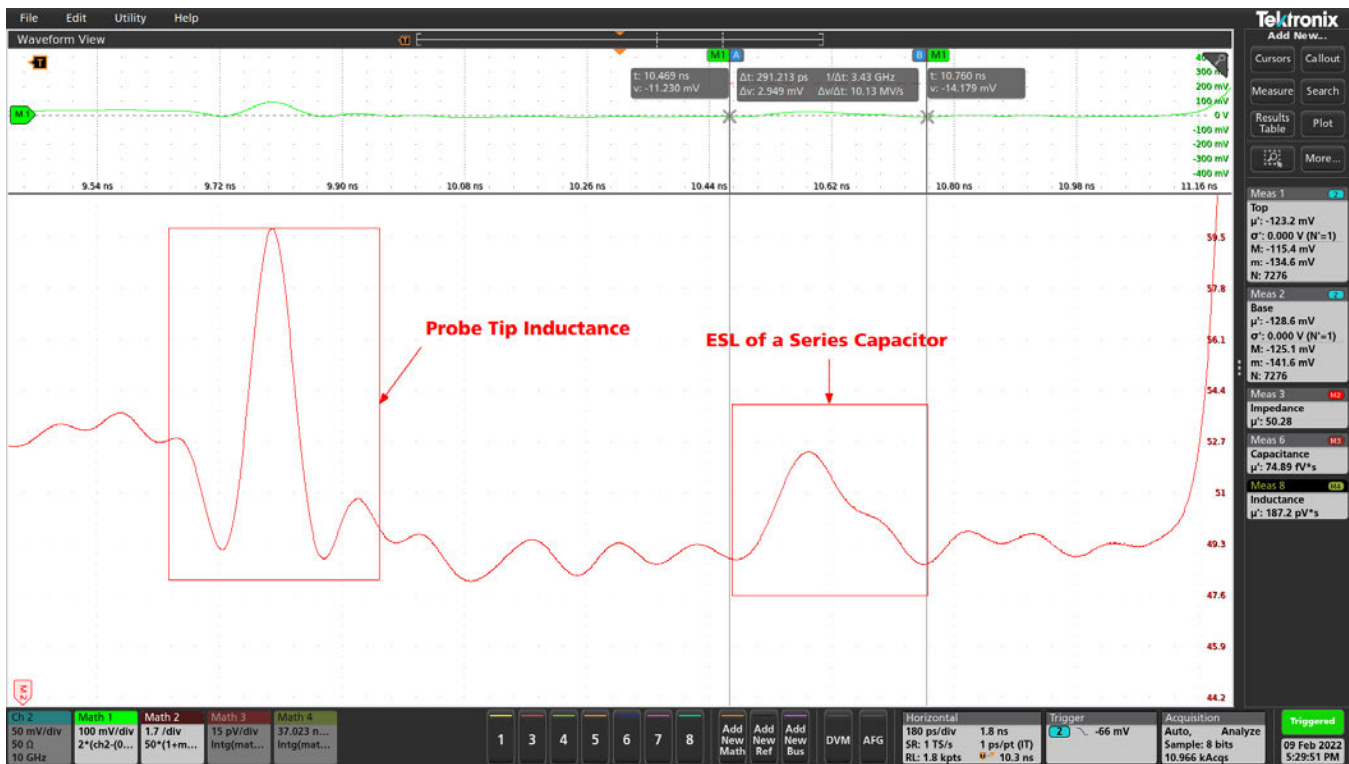 File Edit Utility Help
Tektronix
Waveform View
Add New...
Cursors Callout
Measure Search
Results Table Plot
More...
M1 A B M1
t: 10.469 ns
v: -11.230 mV
Δt: 291.213 ps 1/Δt: 3.43 GHz
Δv: 2.949 mV Δv/Δt: 10.13 MV/s
t: 10.760 ns
v: -14.179 mV
300 mV
200 mV
100 mV
M 1
0 V
-100 mV
-200 mV
-300 mV
-400 mV
9.54 ns 9.72 ns 9.90 ns 10.08 ns 10.26 ns 10.44 ns 10.62 ns 10.80 ns 10.98 ns 11.16 ns
59.5
57.8
56.1
54.4
52.7
51
49.3
47.6
45.9
44.2
Probe Tip Inductance
ESL of a Series Capacitor
M 2
Meas 1 2
Top
µ': -123.2 mV
σ': 0.000 V (N'=1)
M: -115.4 mV
m: -134.6 mV
N: 7276
Meas 2 2
Base
µ': -128.6 mV
σ': 0.000 V (N'=1)
M: -125.1 mV
m: -141.6 mV
N: 7276
Meas 3 M2
Impedance
µ': 50.28
Meas 6 M3
Capacitance
µ': 74.89 fV*s
Meas 8 M4
Inductance
µ': 187.2 pV*s
Ch 2
50 mV/div
50 Ω
10 GHz
Math 1
100 mV/div
2*(ch2-(0...
Math 2
1.7 /div
50*(1+m...
Math 3
15 pV/div
Intg(mat...
Math 4
37.023 n...
Intg(mat...
1 2 3 4 5 6 7 8
Add New Math
Add New Ref
Add New Bus
DVM AFG
Horizontal
180 ps/div 1.8 ns
SR: 1 TS/s 1 ps/pt (IT)
RL: 1.8 kpts 10.3 ns
Trigger
2 -66 mV
Acquisition
Auto, Analyze
Sample: 8 bits
10.966 kAcqs
Triggered
09 Feb 2022
5:29:51 PM